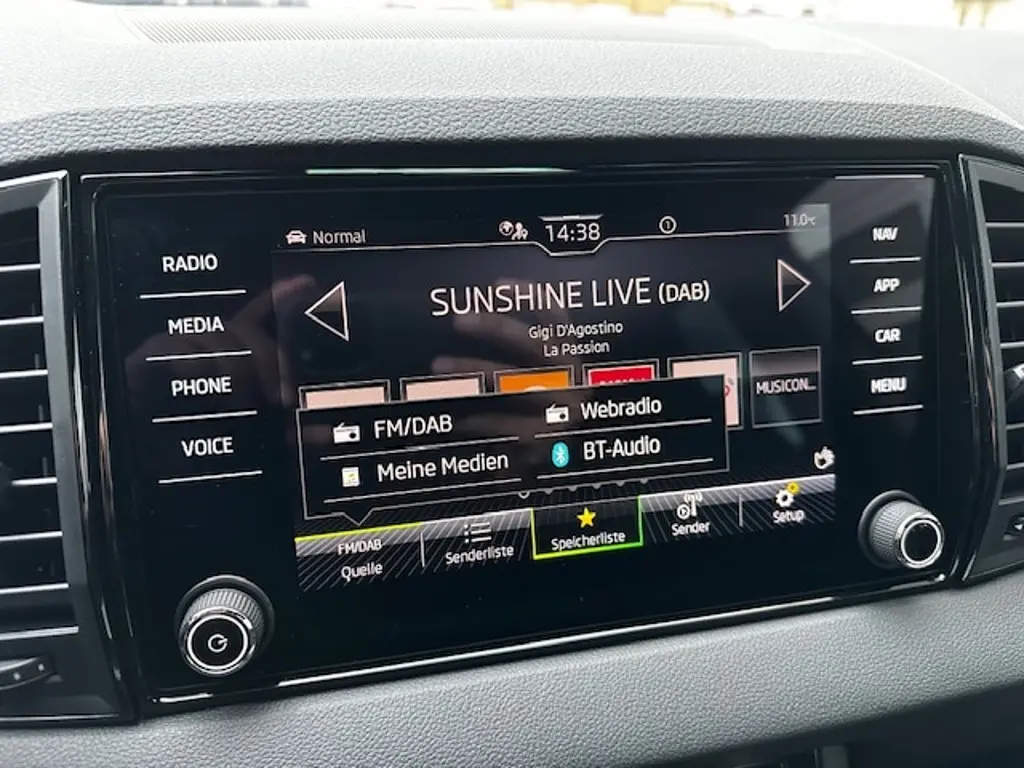 Normal
14:38
1
11.0°C
RADIO
MEDIA
PHONE
VOICE
NAV
APP
CAR
MENU
SUNSHINE LIVE (DAB)
Gigi D'Agostino
La Passion
MUSICON...
FM/DAB
Webradio
Meine Medien
BT-Audio
FM/DAB
Quelle
Senderliste
Speicherliste
Sender
Setup